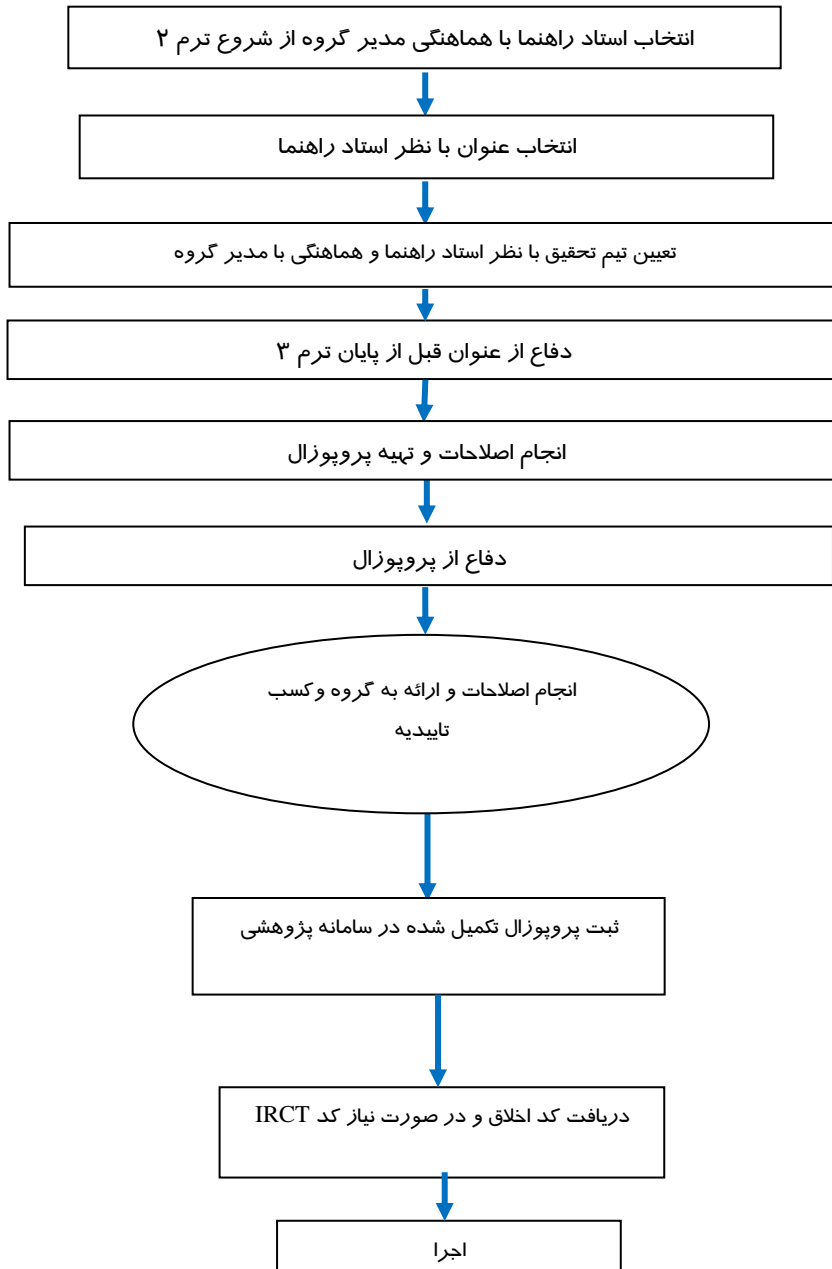 انتخاب استاد راهنما با هماهنگی مدیر گروه از شروع ترم ۲
انتخاب عنوان با نظر استاد راهنما
تعیین تیم تحقیق با نظر استاد راهنما و هماهنگی با مدیر گروه
دفاع از عنوان قبل از پایان ترم ۳
انجام اصلاحات و تهیه پروپوزال
دفاع از پروپوزال
انجام اصلاحات و ارائه به گروه وکسب
تاییدیه
ثبت پروپوزال تکمیل شده در سامانه پژوهشی
دریافت کد اخلاق و در صورت نیاز کد IRCT
اجرا